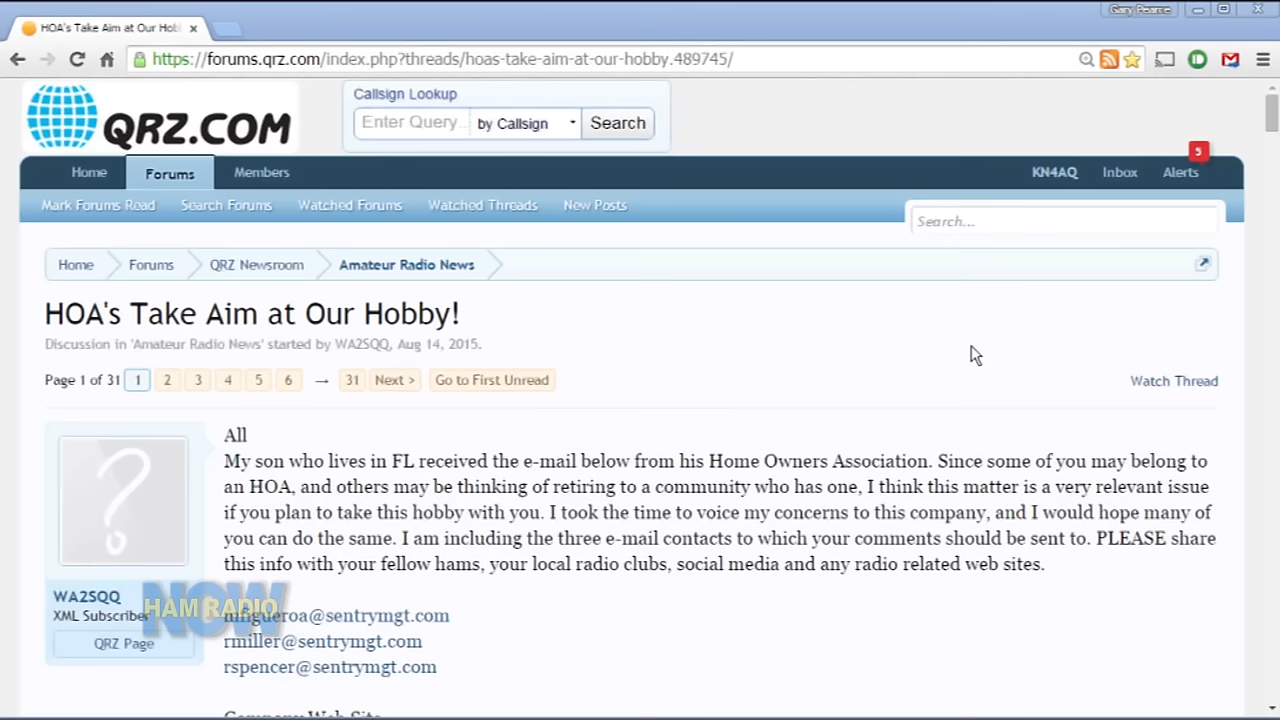 Gary Pearce
HOA's Take Aim at Our Hob
https://forums.qrz.com/index.php?threads/hoas-take-aim-at-our-hobby.489745/
QRZ.COM
Callsign Lookup
Enter Query... by Callsign Search
5
Home Forums Members KN4AQ Inbox Alerts
Mark Forums Read Search Forums Watched Forums Watched Threads New Posts
Search...
Home Forums QRZ Newsroom Amateur Radio News
HOA's Take Aim at Our Hobby!
Discussion in 'Amateur Radio News' started by WA2SQQ, Aug 14, 2015.
Page 1 of 31 1 2 3 4 5 6 → 31 Next > Go to First Unread
Watch Thread
All
My son who lives in FL received the e-mail below from his Home Owners Association. Since some of you may belong to
an HOA, and others may be thinking of retiring to a community who has one, I think this matter is a very relevant issue
if you plan to take this hobby with you. I took the time to voice my concerns to this company, and I would hope many of
you can do the same. I am including the three e-mail contacts to which your comments should be sent to. PLEASE share
this info with your fellow hams, your local radio clubs, social media and any radio related web sites.
WA2SQQ
XML Subscriber
QRZ Page
HAM RADIO
NOW
mfigueroa@sentrymgt.com
rmiller@sentrymgt.com
rspencer@sentrymgt.com
Company Web Site